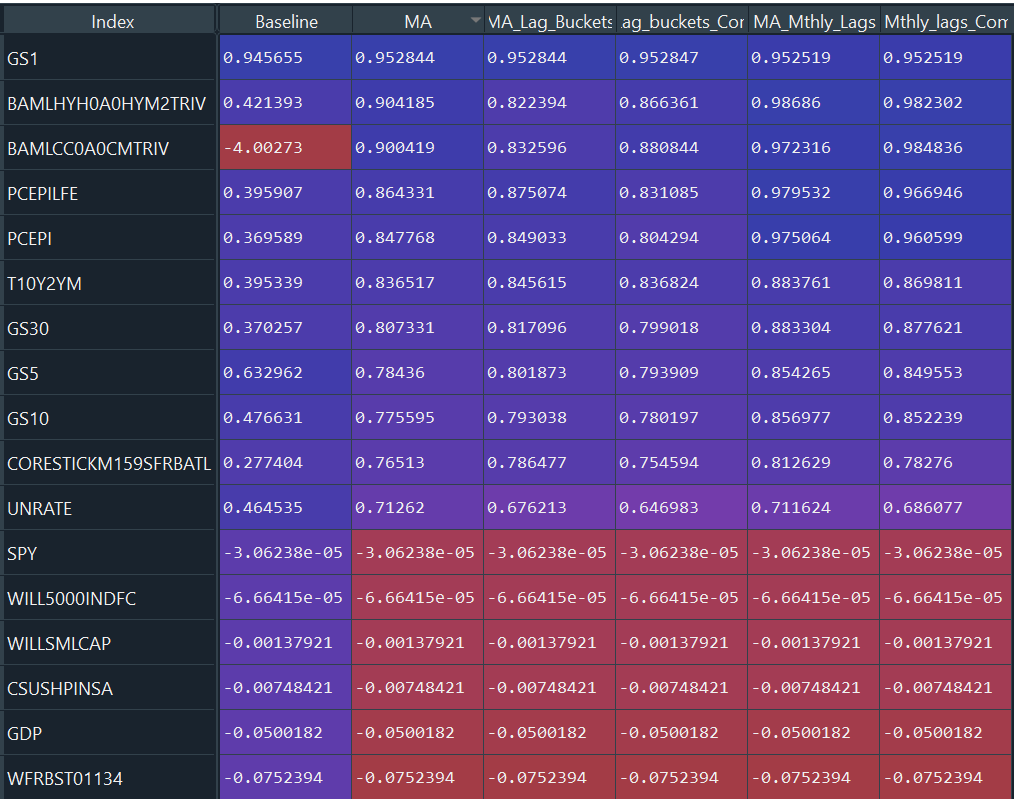 Index Baseline MA MA_Lag_Buckets .ag_buckets_Cor MA_Mthly_Lags Mthly_lags_Com
GS1 0.945655 0.952844 0.952844 0.952847 0.952519 0.952519
BAMLHYH0A0HYM2TRIV 0.421393 0.904185 0.822394 0.866361 0.98686 0.982302
BAMLCC0A0CMTRIV -4.00273 0.900419 0.832596 0.880844 0.972316 0.984836
PCEPILFE 0.395907 0.864331 0.875074 0.831085 0.979532 0.966946
PCEPI 0.369589 0.847768 0.849033 0.804294 0.975064 0.960599
T10Y2YM 0.395339 0.836517 0.845615 0.836824 0.883761 0.869811
GS30 0.370257 0.807331 0.817096 0.799018 0.883304 0.877621
GS5 0.632962 0.78436 0.801873 0.793909 0.854265 0.849553
GS10 0.476631 0.775595 0.793038 0.780197 0.856977 0.852239
CORESTICKM159SFRBATL 0.277404 0.76513 0.786477 0.754594 0.812629 0.78276
UNRATE 0.464535 0.71262 0.676213 0.646983 0.711624 0.686077
SPY -3.06238e-05 -3.06238e-05 -3.06238e-05 -3.06238e-05 -3.06238e-05 -3.06238e-05
WILL5000INDFC -6.66415e-05 -6.66415e-05 -6.66415e-05 -6.66415e-05 -6.66415e-05 -6.66415e-05
WILLSMLCAP -0.00137921 -0.00137921 -0.00137921 -0.00137921 -0.00137921 -0.00137921
CSUSHPINSA -0.00748421 -0.00748421 -0.00748421 -0.00748421 -0.00748421 -0.00748421
GDP -0.0500182 -0.0500182 -0.0500182 -0.0500182 -0.0500182 -0.0500182
WFRBST01134 -0.0752394 -0.0752394 -0.0752394 -0.0752394 -0.0752394 -0.0752394